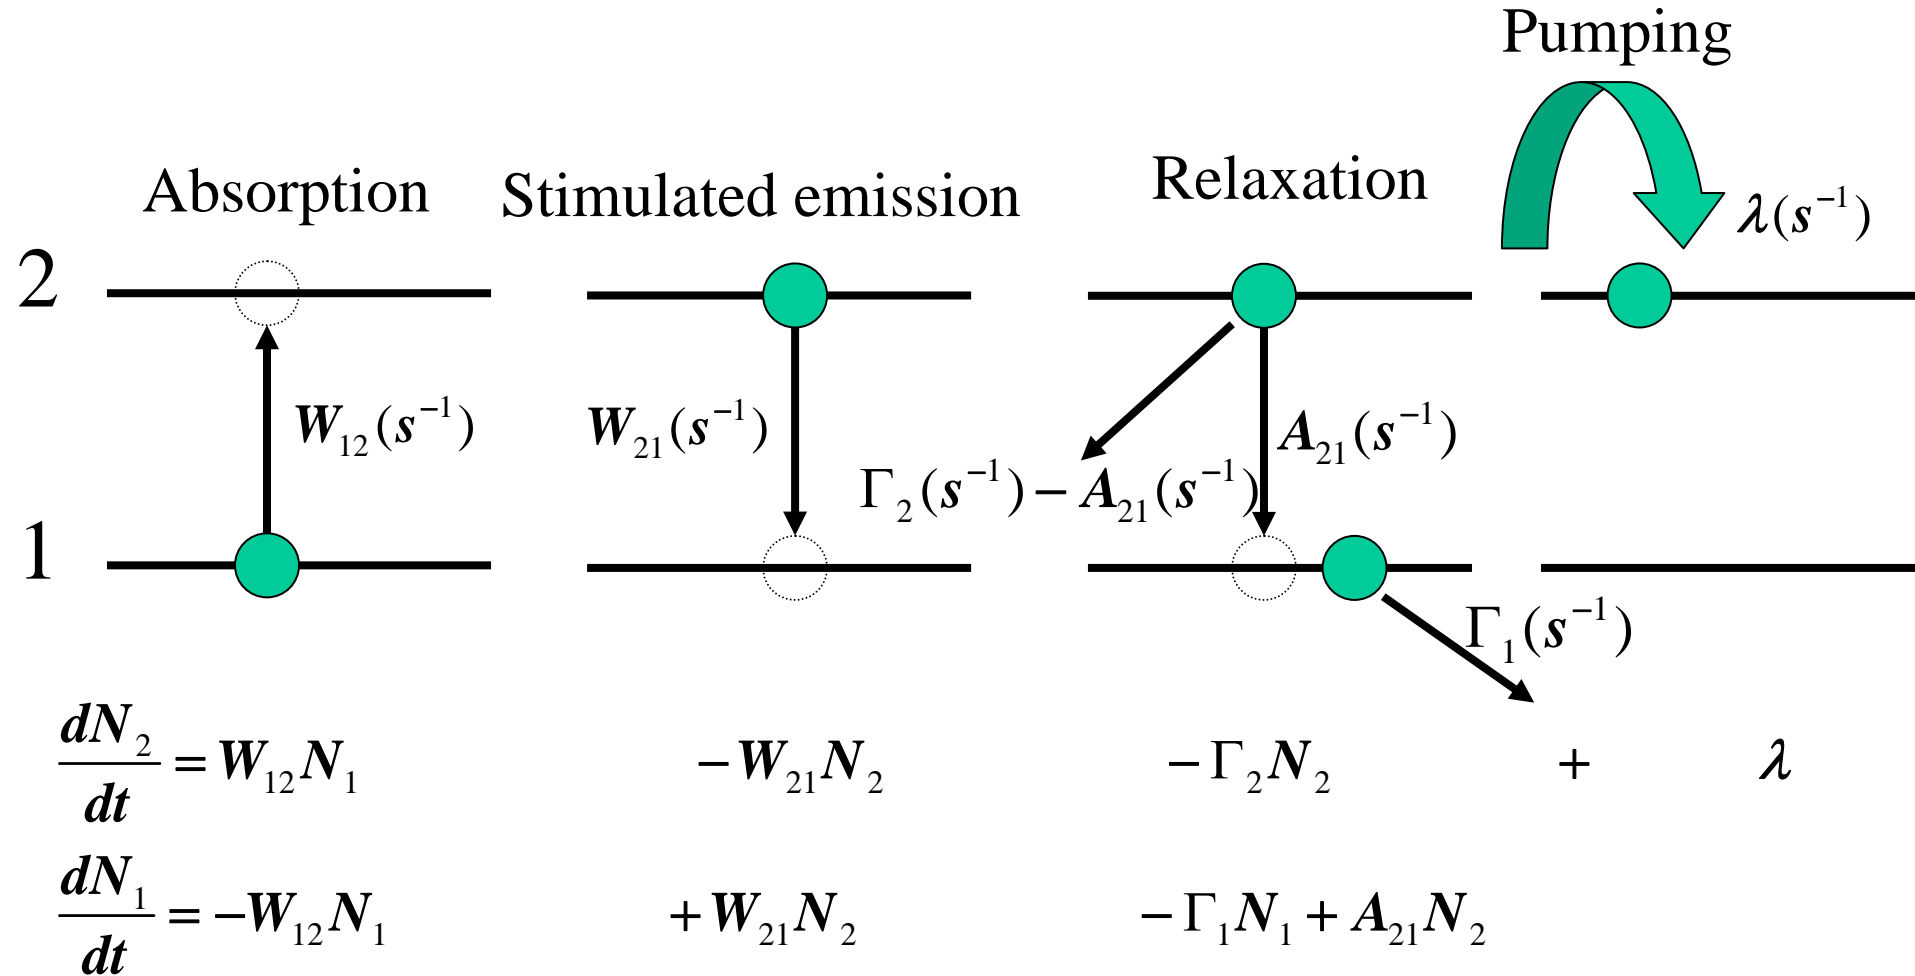 Pumping
Absorption
Stimulated emission
Relaxation
λ(s⁻¹)
2
W₁₂(s⁻¹)
W₂₁(s⁻¹)
A₂₁(s⁻¹)
Γ₂(s⁻¹) − A₂₁(s⁻¹)
1
Γ₁(s⁻¹)
dN₂/dt = W₁₂N₁ −W₂₁N₂ −Γ₂N₂ + λ
dN₁/dt = −W₁₂N₁ +W₂₁N₂ −Γ₁N₁ + A₂₁N₂